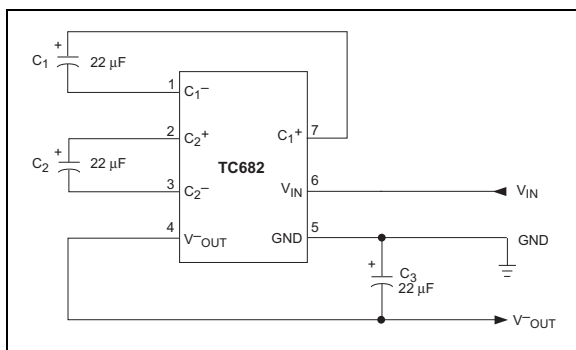 +
C1 22 µF
1 C1–
C1+ 7
2 C2+
+
C2 22 µF
TC682
3 C2–
VIN 6
VIN
4 V–OUT
GND 5
GND
+
C3
22 µF
V–OUT